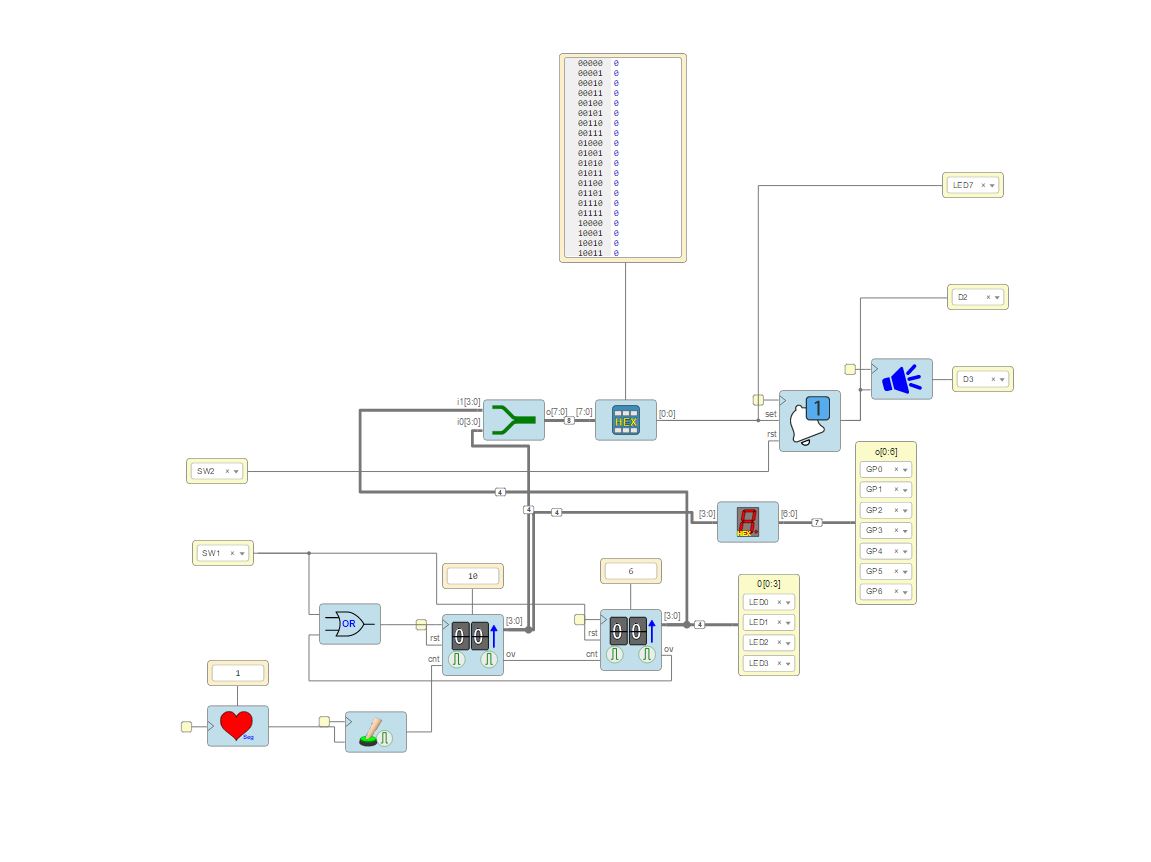 00000 0
00001 0
00010 0
00011 0
00100 0
00101 0
00110 0
00111 0
01000 0
01001 0
01010 0
01011 0
01100 0
01101 0
01110 0
01111 0
10000 0
10001 0
10010 0
10011 0
LED7
D2
D3
i1[3:0]
i0[3:0]
o[7:0]
8
[7:0]
HEX
[0:0]
set
rst
1
SW2
4
4
4
[3:0]
HEX
[6:0]
7
o[0:6]
GP0
GP1
GP2
GP3
GP4
GP5
GP6
SW1
10
6
OR
rst
cnt
00
[3:0]
ov
rst
cnt
00
[3:0]
ov
4
0[0:3]
LED0
LED1
LED2
LED3
1
Seg